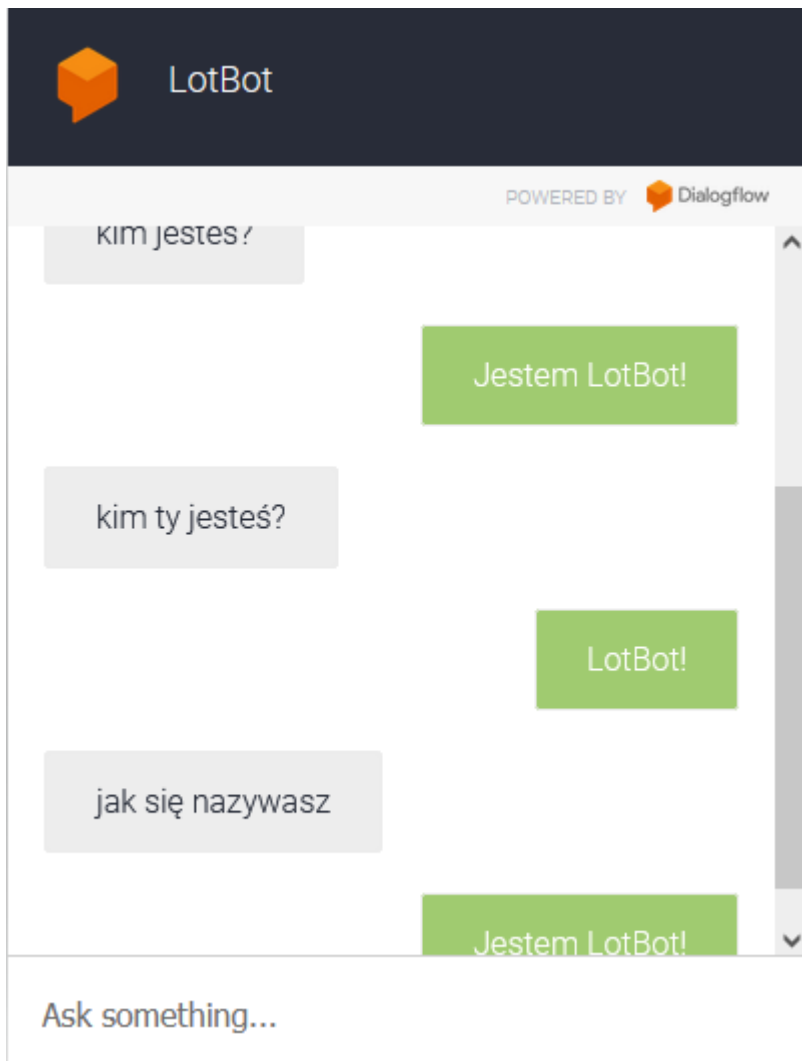 LotBot
POWERED BY Dialogflow
kim jesteś?
Jestem LotBot!
kim ty jesteś?
LotBot!
jak się nazywasz
Jestem LotBot!
Ask something...